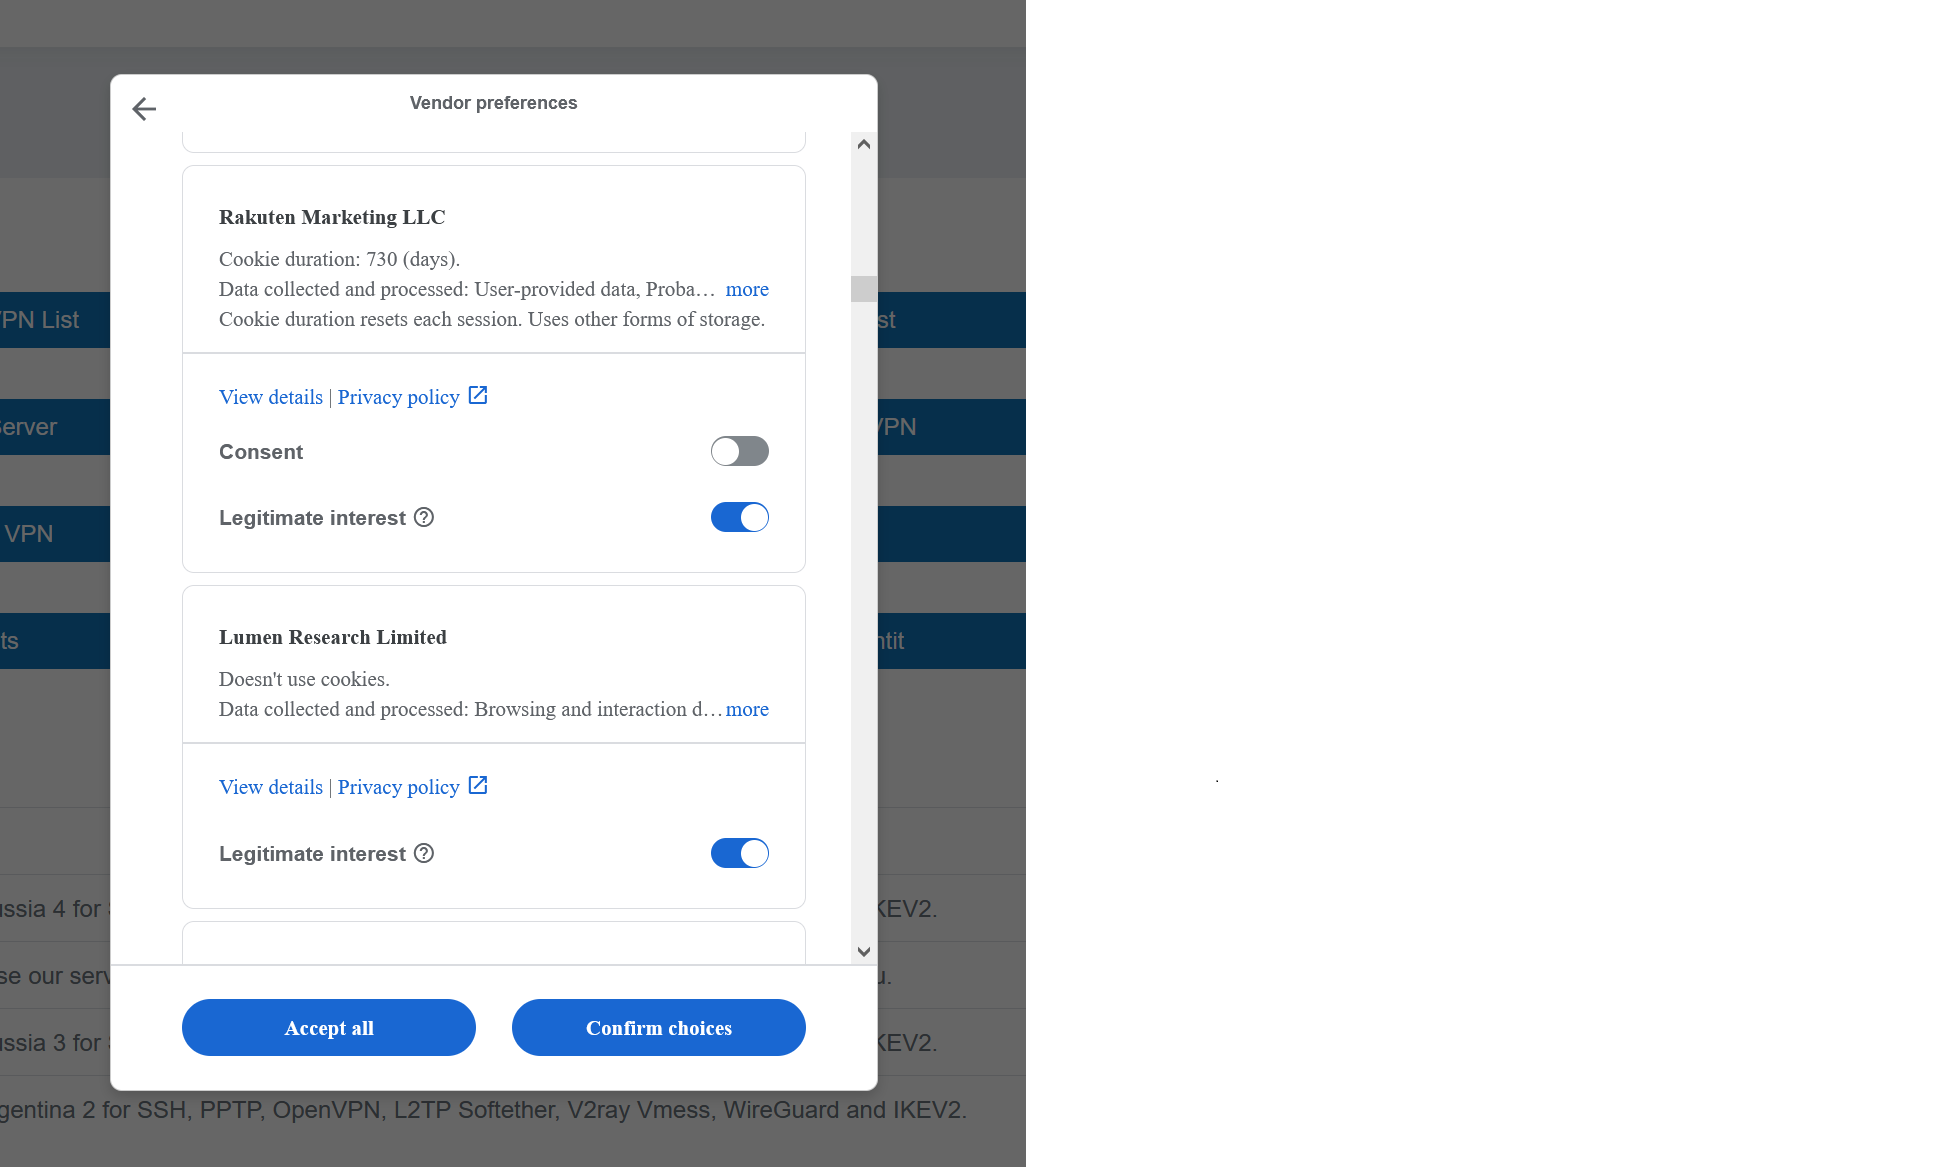 Vendor preferences
Rakuten Marketing LLC
Cookie duration: 730 (days).
Data collected and processed: User-provided data, Proba... more
Cookie duration resets each session. Uses other forms of storage.
View details | Privacy policy
Consent
Legitimate interest
Lumen Research Limited
Doesn't use cookies.
Data collected and processed: Browsing and interaction d... more
View details | Privacy policy
Legitimate interest
Accept all Confirm choices
PN List st
Server VPN
VPN
ts ntit
ussia 4 for KEV2.
se our serv u.
ussia 3 for KEV2.
gentina 2 for SSH, PPTP, OpenVPN, L2TP Softether, V2ray Vmess, WireGuard and IKEV2.